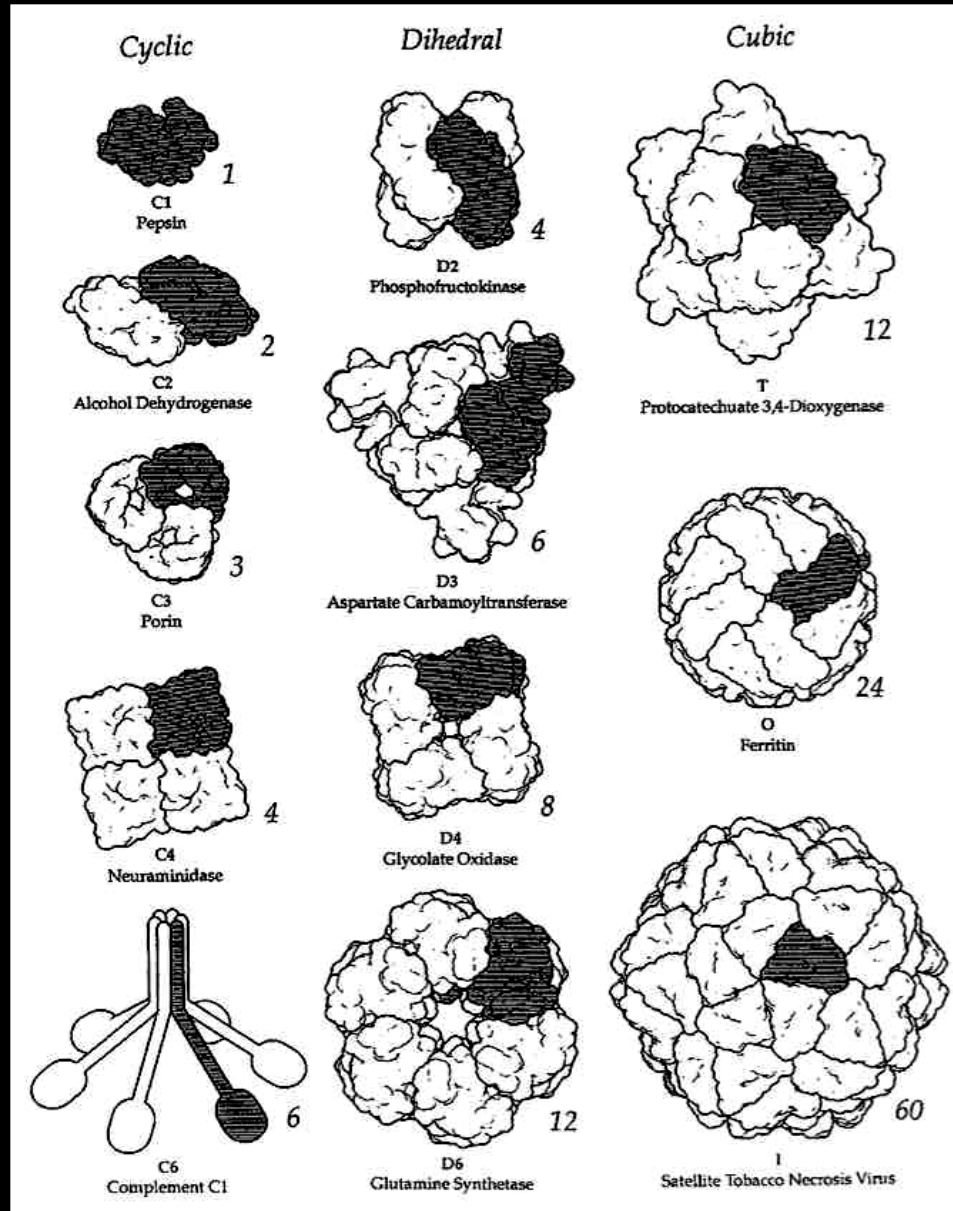 Cyclic
1
C1
Pepsin
2
C2
Alcohol Dehydrogenase
3
C3
Porin
4
C4
Neuraminidase
6
C6
Complement C1
Dihedral
4
D2
Phosphofructokinase
6
D3
Aspartate Carbamoyltransferase
8
D4
Glycolate Oxidase
12
D6
Glutamine Synthetase
Cubic
12
T
Protocatechuate 3,4-Dioxygenase
24
O
Ferritin
60
I
Satellite Tobacco Necrosis Virus